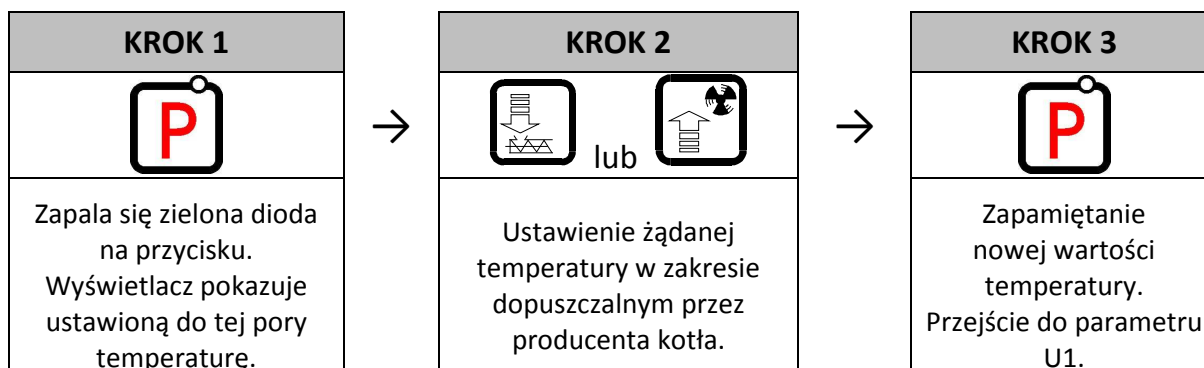 KROK 1
P
Zapala się zielona dioda
na przycisku.
Wyświetlacz pokazuje
ustawioną do tej pory
temperaturę.
→
KROK 2
lub
Ustawienie żądanej
temperatury w zakresie
dopuszczalnym przez
producenta kotła.
→
KROK 3
P
Zapamiętanie
nowej wartości
temperatury.
Przejście do parametru
U1.